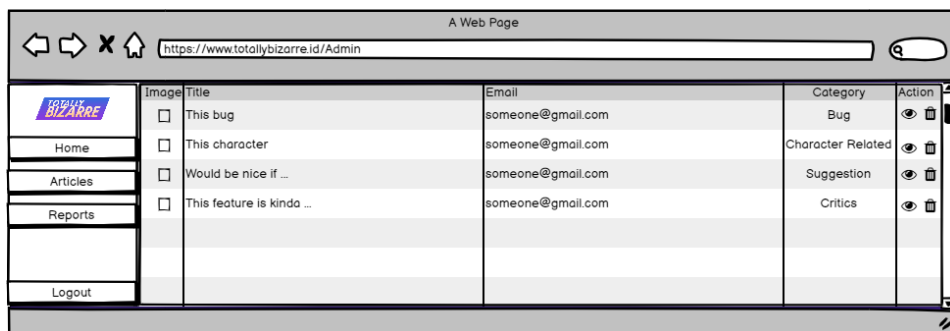 A Web Page
https://www.totallybizarre.id/Admin
TOTALLY
BIZARRE
Home
Articles
Reports
Logout
Image Title Email Category Action
This bug someone@gmail.com Bug
This character someone@gmail.com Character Related
Would be nice if ... someone@gmail.com Suggestion
This feature is kinda ... someone@gmail.com Critics